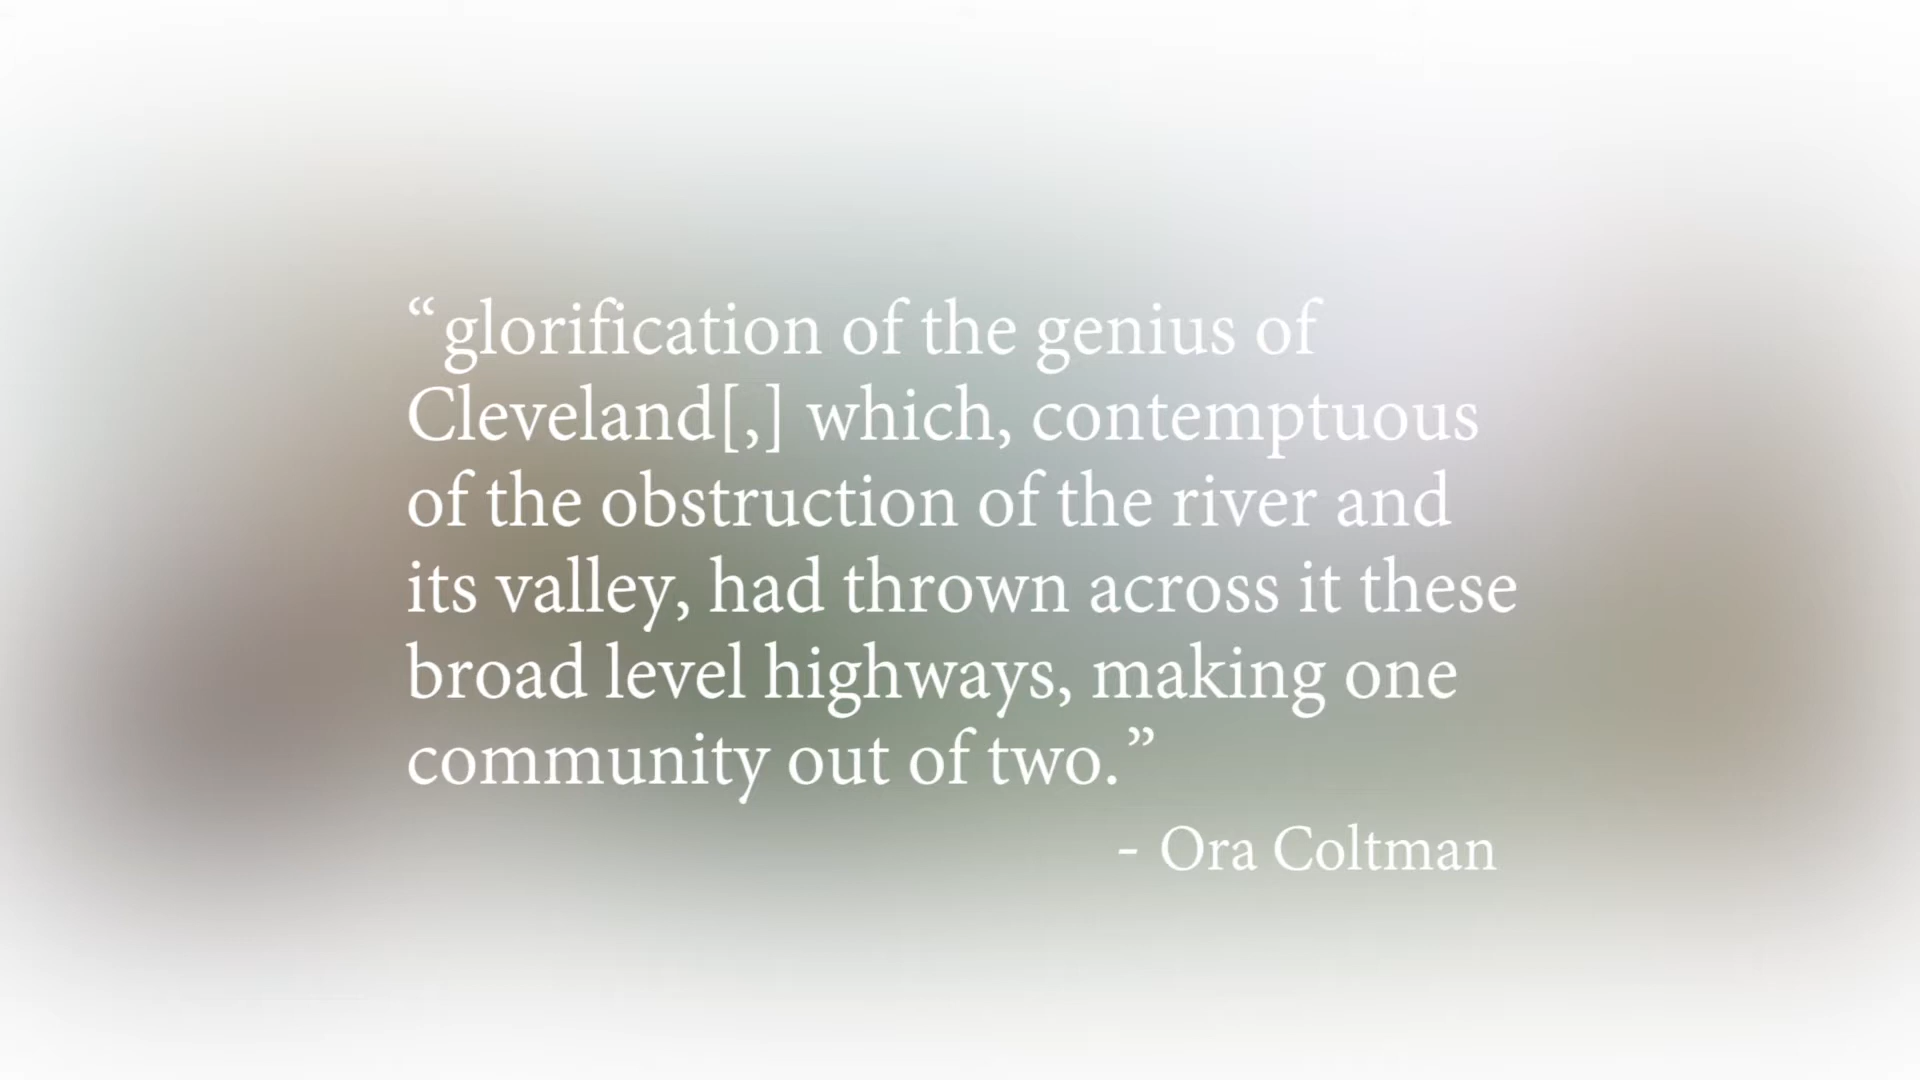 “glorification of the genius of
Cleveland[,] which, contemptuous
of the obstruction of the river and
its valley, had thrown across it these
broad level highways, making one
community out of two.”
- Ora Coltman